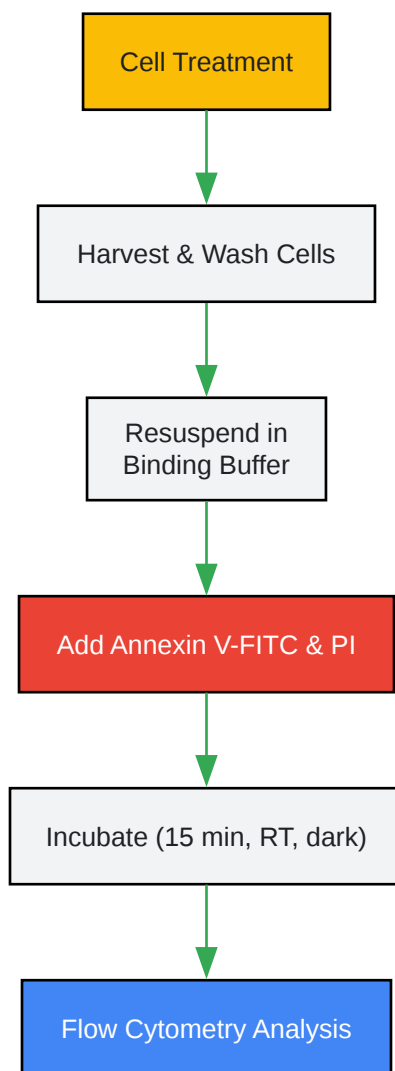 Cell Treatment
Harvest & Wash Cells
Resuspend in
Binding Buffer
Add Annexin V-FITC & PI
Incubate (15 min, RT, dark)
Flow Cytometry Analysis